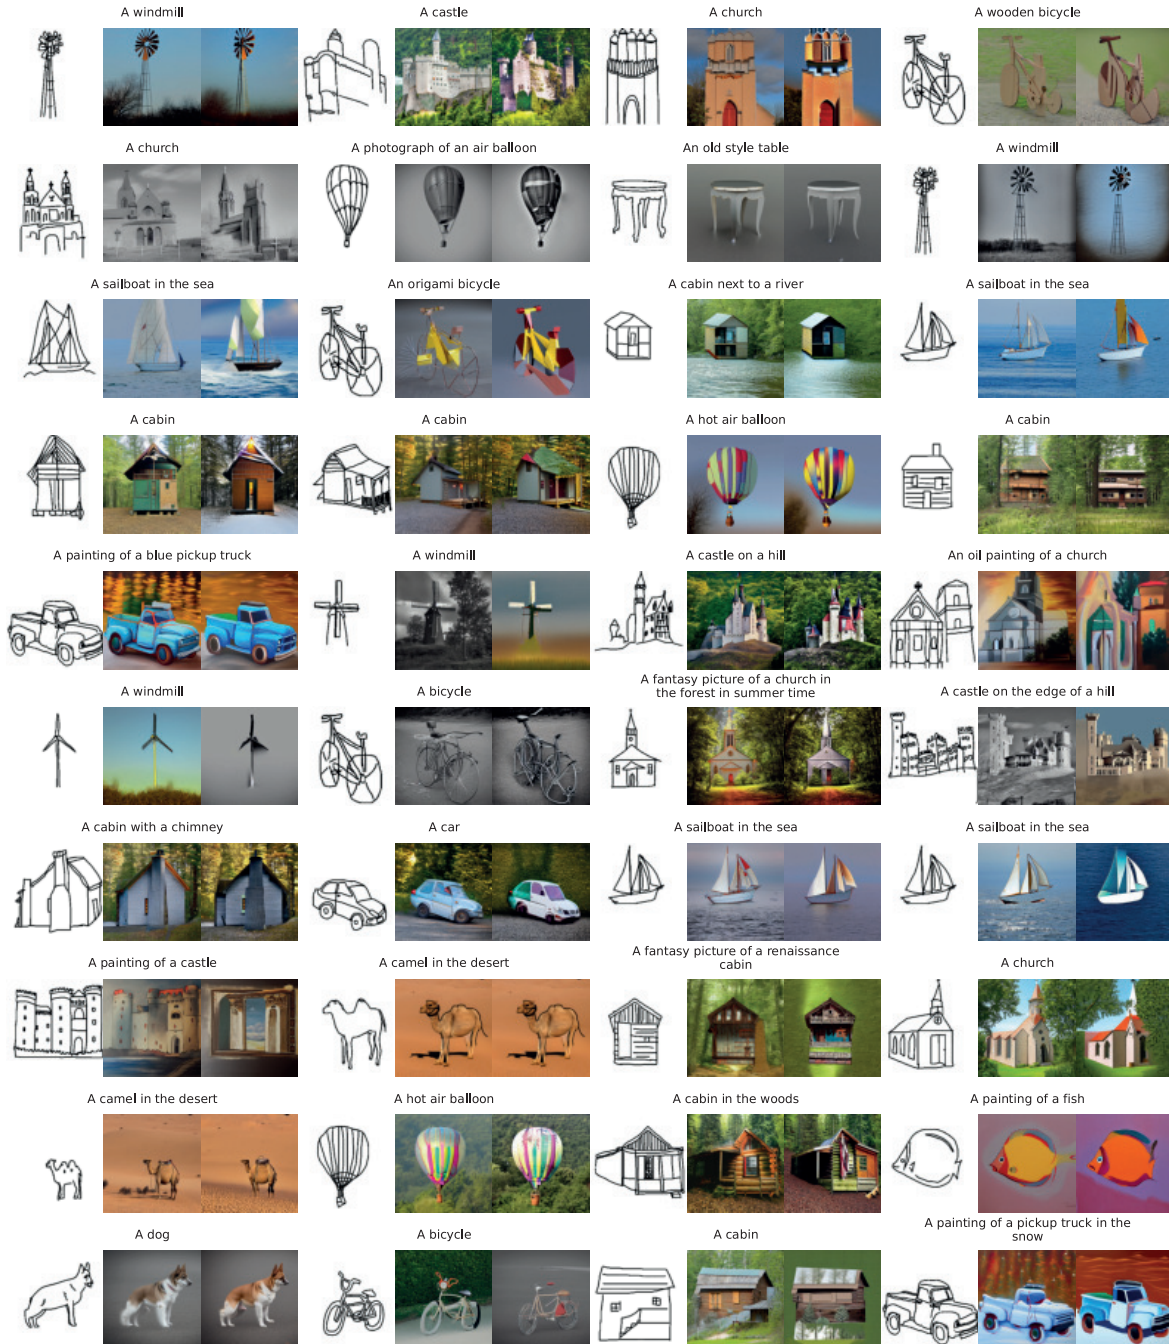 A windmill
A castle
A church
A wooden bicycle
A church
A photograph of an air balloon
An old style table
A windmill
A sailboat in the sea
An origami bicycle
A cabin next to a river
A sailboat in the sea
A cabin
A cabin
A hot air balloon
A cabin
A painting of a blue pickup truck
A windmill
A castle on a hill
An oil painting of a church
A windmill
A bicycle
A fantasy picture of a church in
the forest in summer time
A castle on the edge of a hill
A cabin with a chimney
A car
A sailboat in the sea
A sailboat in the sea
A painting of a castle
A camel in the desert
A fantasy picture of a renaissance
cabin
A church
A camel in the desert
A hot air balloon
A cabin in the woods
A painting of a fish
A dog
A bicycle
A cabin
A painting of a pickup truck in the
snow